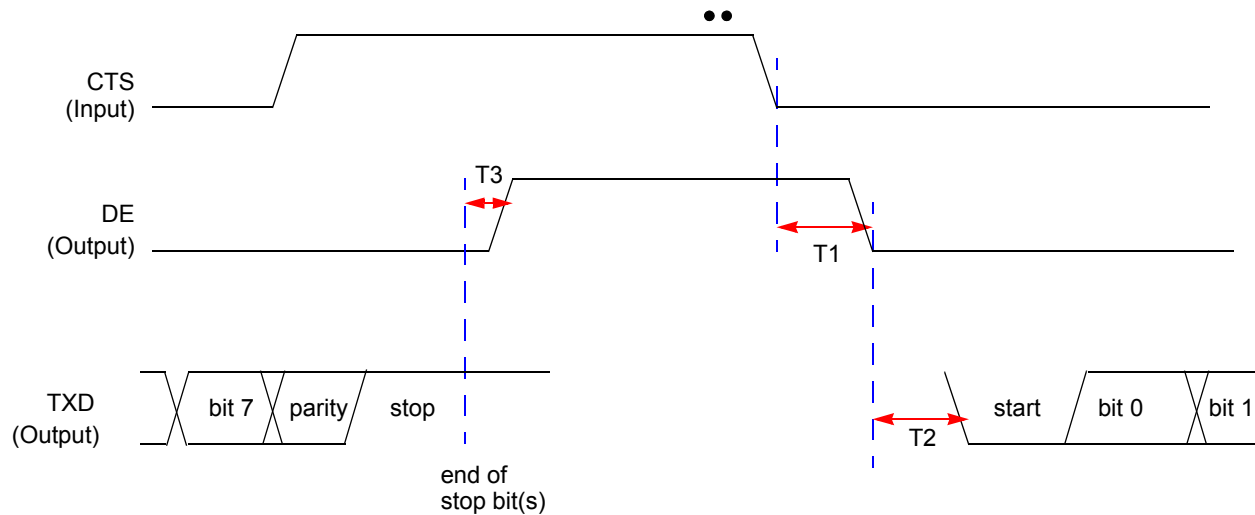 CTS
(Input)
T3
DE
(Output)
T1
TXD
(Output)
bit 7
parity
stop
T2
start
bit 0
bit 1
end of
stop bit(s)